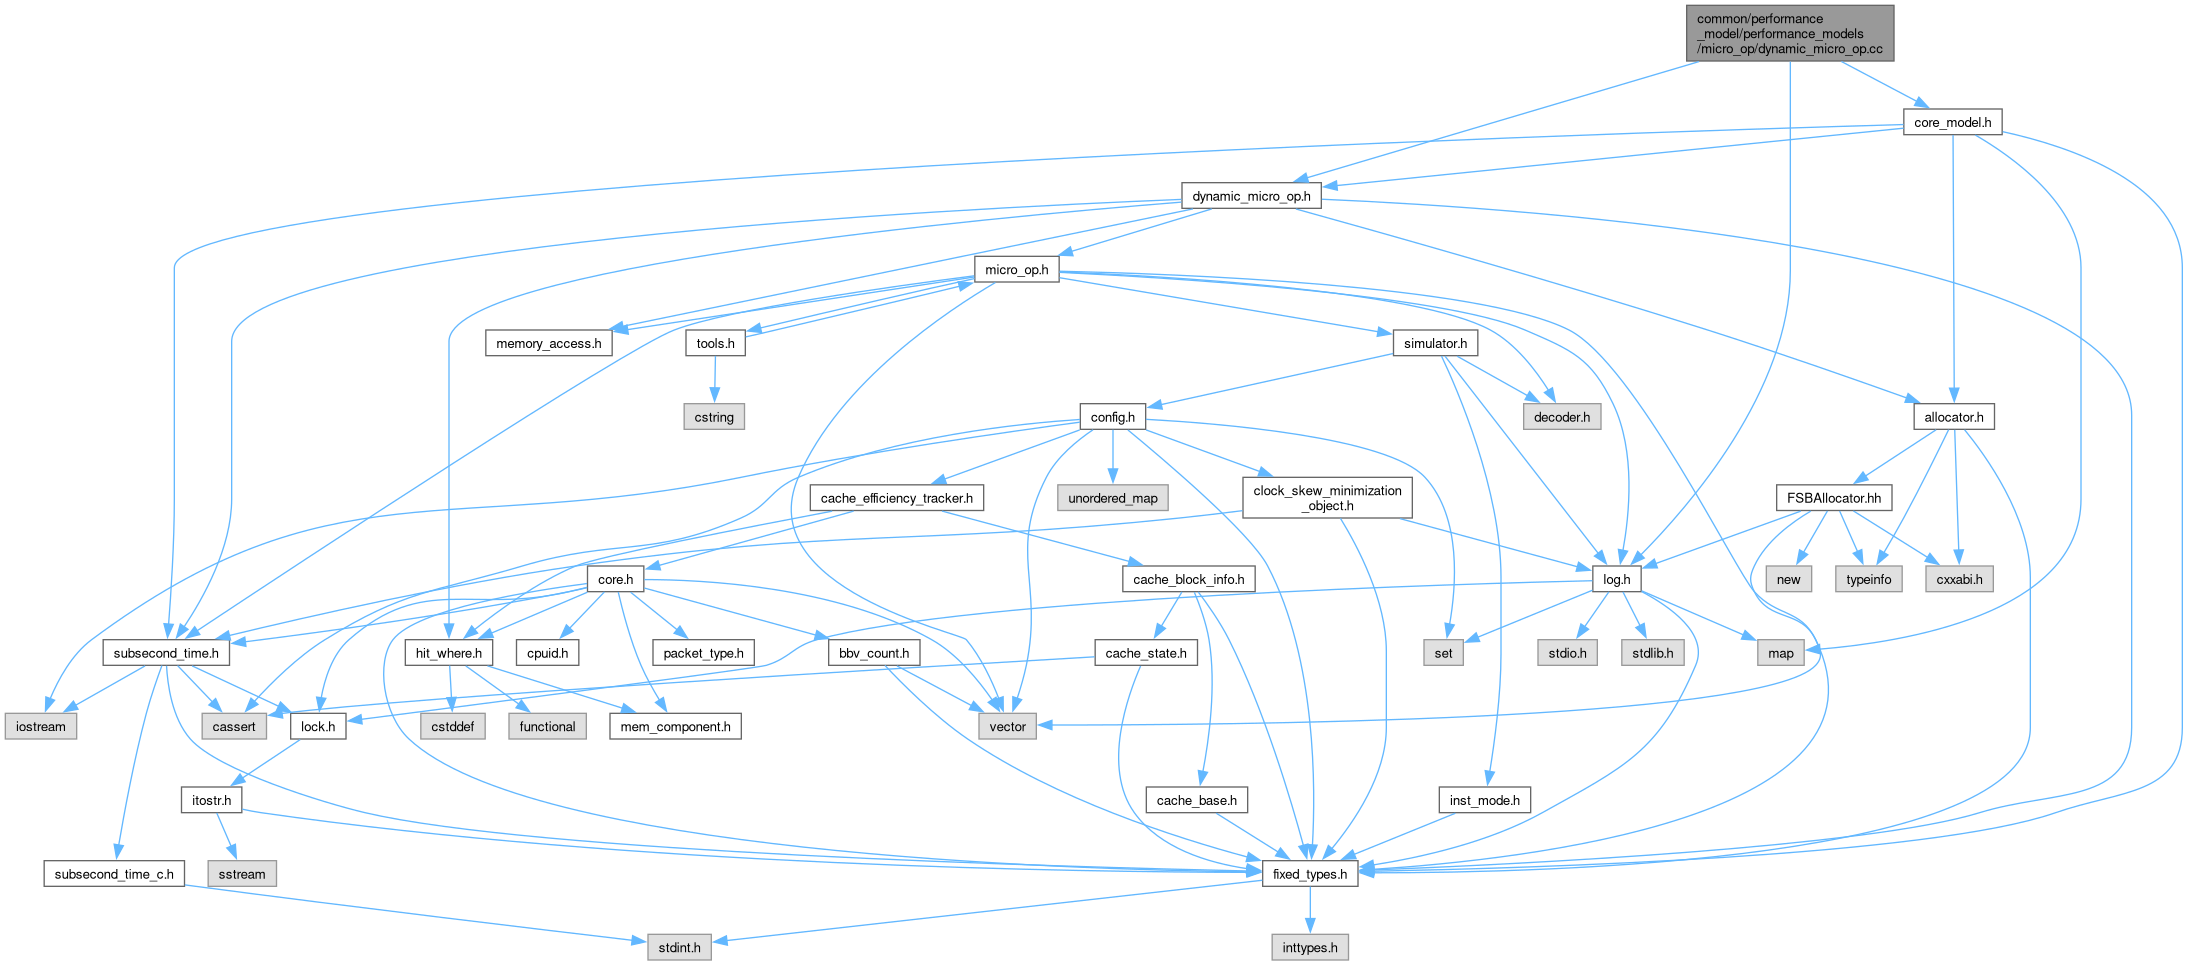 common/performance
_model/performance_models
/micro_op/dynamic_micro_op.cc
core_model.h
dynamic_micro_op.h
micro_op.h
memory_access.h
tools.h
simulator.h
cstring
config.h
decoder.h
allocator.h
cache_efficiency_tracker.h
unordered_map
clock_skew_minimization
_object.h
FSBAllocator.hh
core.h
cache_block_info.h
log.h
new
typeinfo
cxxabi.h
subsecond_time.h
hit_where.h
cpuid.h
packet_type.h
bbv_count.h
cache_state.h
set
stdio.h
stdlib.h
map
iostream
cassert
lock.h
cstddef
functional
mem_component.h
vector
itostr.h
cache_base.h
inst_mode.h
subsecond_time_c.h
sstream
fixed_types.h
stdint.h
inttypes.h